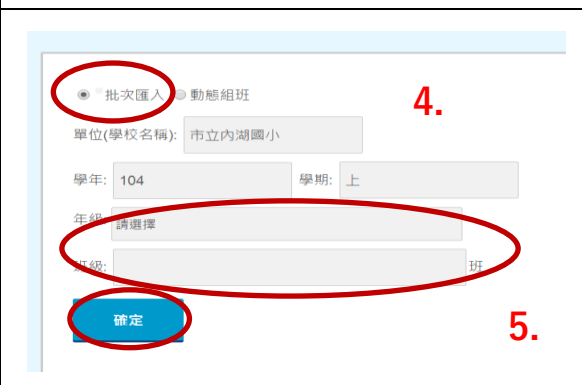 批次匯入 動態組班
4.
單位(學校名稱): 市立內湖國小
學年: 104 學期: 上
年級: 請選擇
班級: 班
確定
5.